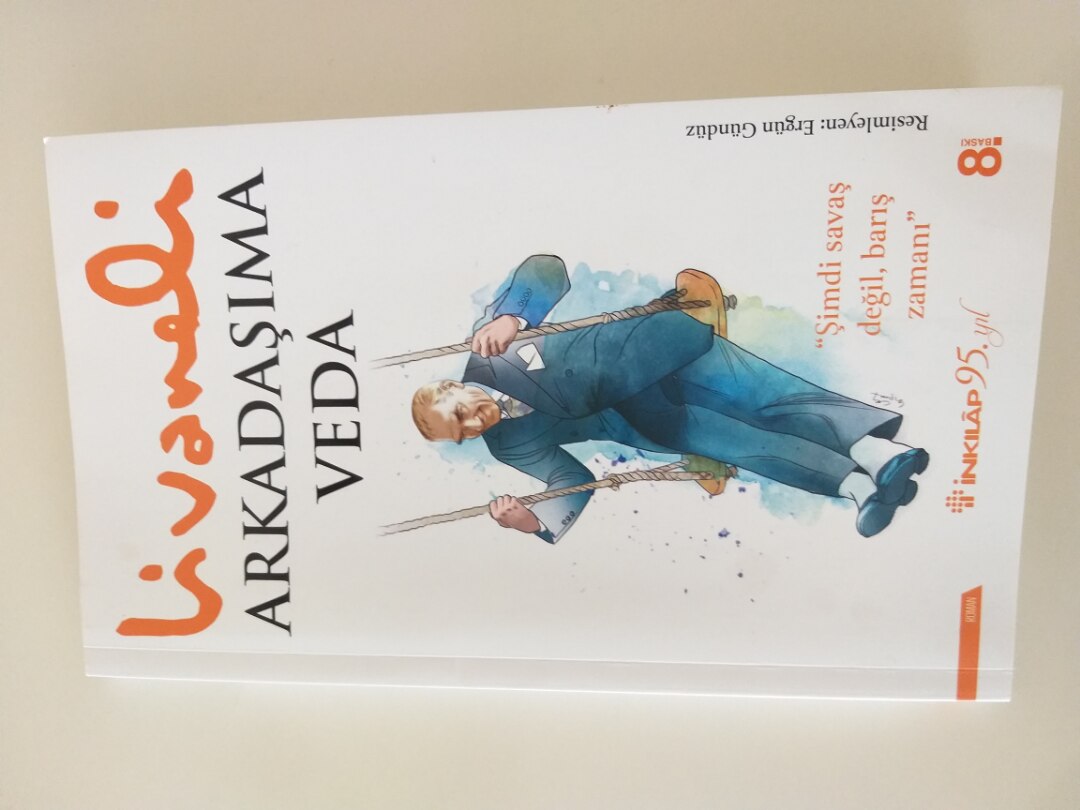 Livaneli
ARKADAŞIMA
VEDA
Resimleyen: Ergün Gündüz
“Şimdi savaş
değil, barış
zamanı”
8.
BASKI
İNKILÂP 95. yıl
ROMAN